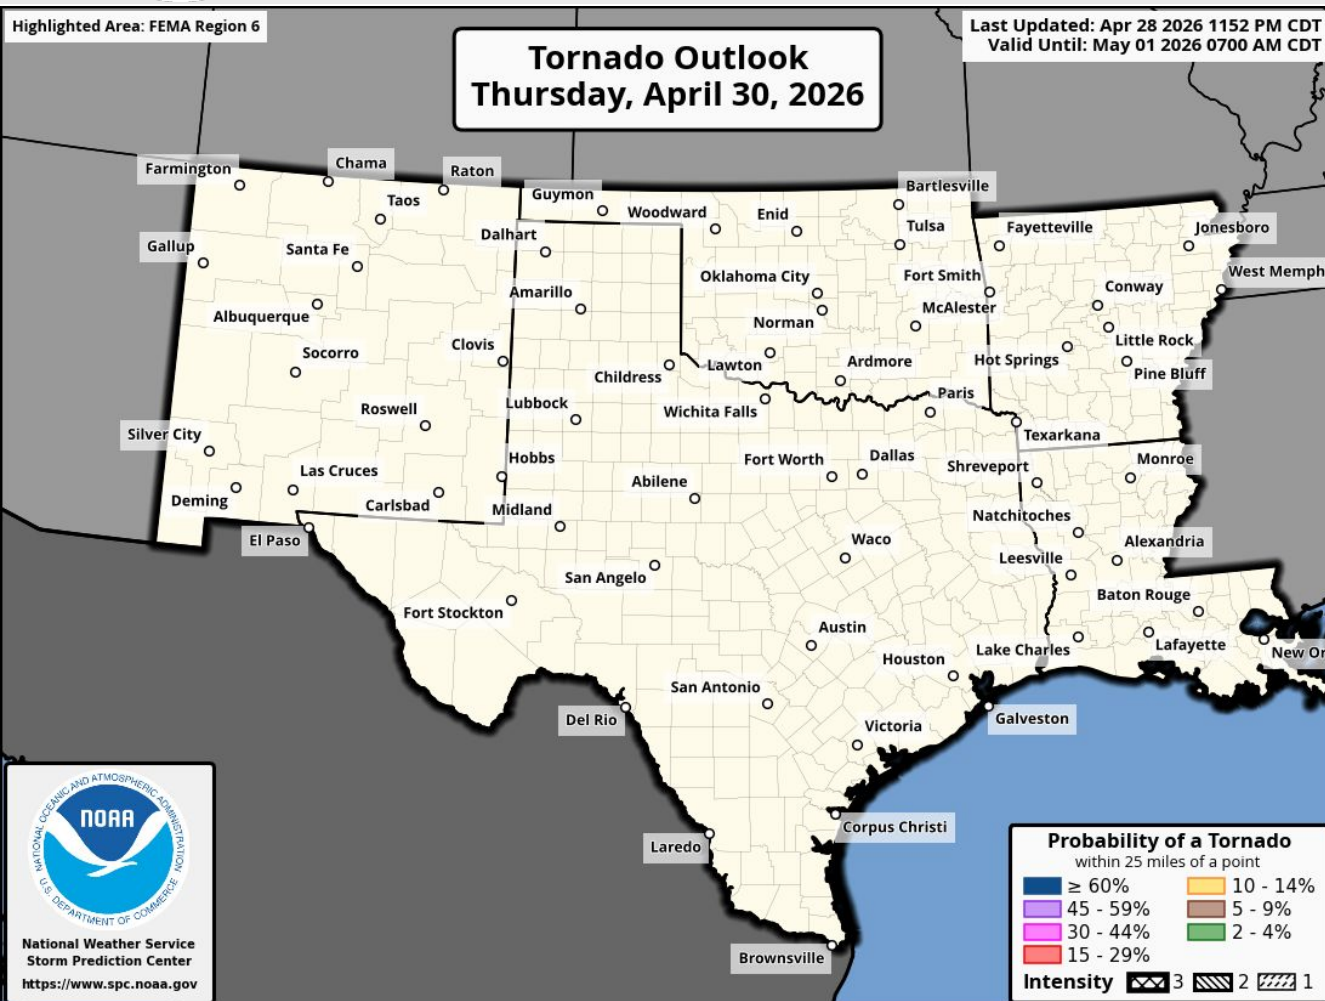 Highlighted Area: FEMA Region 6
Tornado Outlook
Thursday, April 30, 2026
Last Updated: Apr 28 2026 1152 PM CDT
Valid Until: May 01 2026 0700 AM CDT
Farmington
Chama
Raton
Taos
Guymon
Woodward
Enid
Bartlesville
Gallup
Santa Fe
Dalhart
Tulsa
Fayetteville
Jonesboro
Oklahoma City
Fort Smith
West Memph
Amarillo
Conway
Albuquerque
Norman
McAlester
Little Rock
Socorro
Clovis
Childress
Lawton
Ardmore
Hot Springs
Pine Bluff
Roswell
Lubbock
Wichita Falls
Paris
Silver City
Texarkana
Las Cruces
Hobbs
Fort Worth
Dallas
Shreveport
Monroe
Deming
Carlsbad
Midland
Abilene
Natchitoches
El Paso
Waco
Leesville
Alexandria
San Angelo
Fort Stockton
Baton Rouge
Austin
Lake Charles
Lafayette
New Or
Houston
San Antonio
Del Rio
Galveston
Victoria
Corpus Christi
Laredo
Brownsville
NATIONAL OCEANIC AND ATMOSPHERIC ADMINISTRATION
NOAA
U.S. DEPARTMENT OF COMMERCE
National Weather Service
Storm Prediction Center
https://www.spc.noaa.gov
Probability of a Tornado
within 25 miles of a point
≥ 60% 10 - 14%
45 - 59% 5 - 9%
30 - 44% 2 - 4%
15 - 29%
Intensity 3 2 1